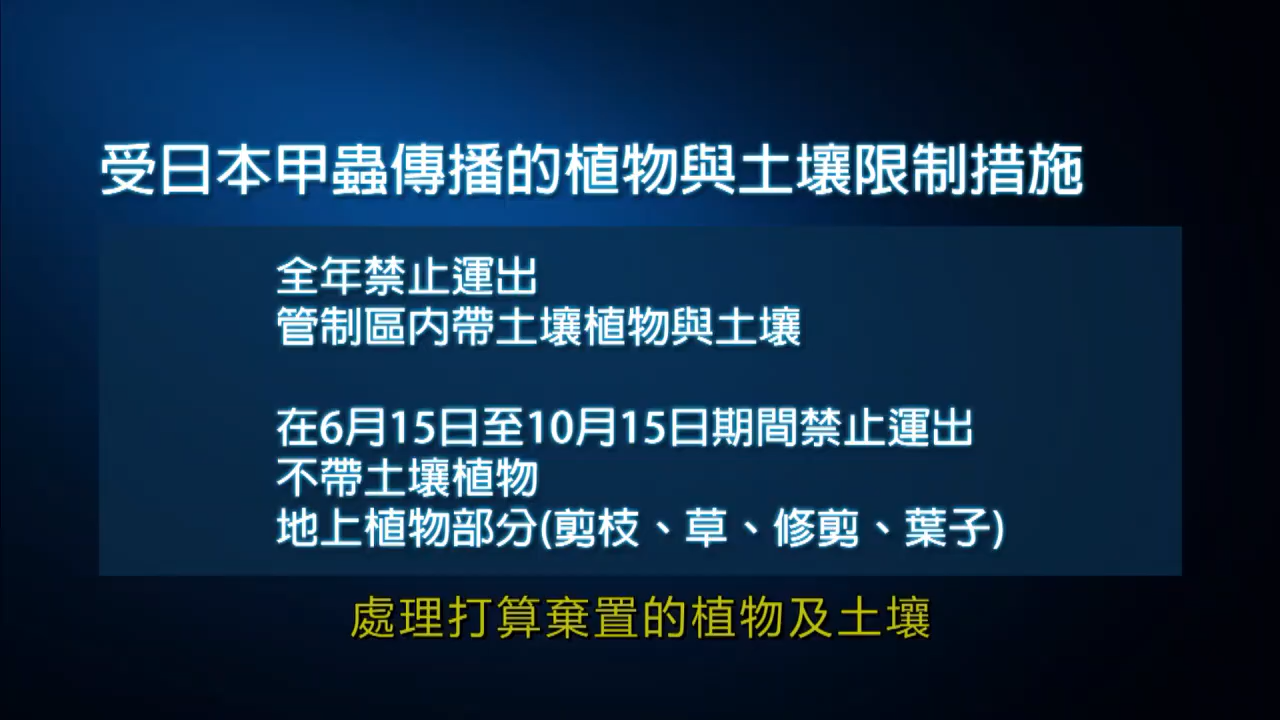 受日本甲蟲傳播的植物與土壤限制措施
全年禁止運出
管制區内帶土壤植物與土壤
在6月15日至10月15日期間禁止運出
不帶土壤植物
地上植物部分(剪枝、草、修剪、葉子)
處理打算棄置的植物及土壤